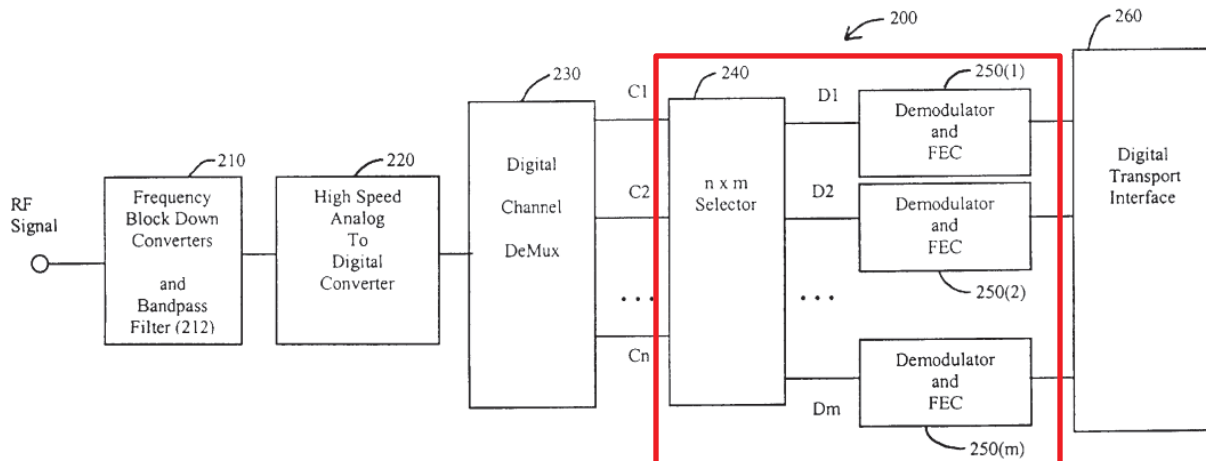 200
260
230
240
250(1)
C1
D1
Demodulator
and
FEC
210
220
Digital
Channel
DeMux
n x m
Selector
Digital
Transport
Interface
RF
Signal
Frequency
Block Down
Converters
and
Bandpass
Filter (212)
High Speed
Analog
To
Digital
Converter
C2
D2
Demodulator
and
FEC
250(2)
...
...
Cn
Dm
Demodulator
and
FEC
250(m)